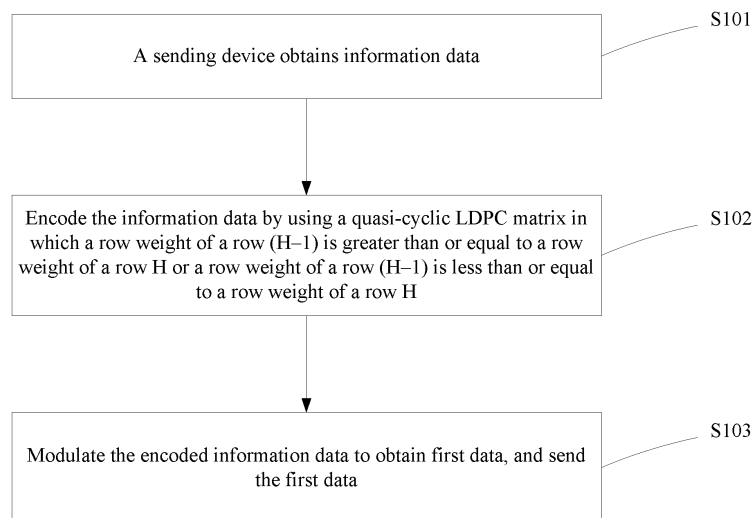 S101
A sending device obtains information data
Encode the information data by using a quasi-cyclic LDPC matrix in
which a row weight of a row (H–1) is greater than or equal to a row
weight of a row H or a row weight of a row (H–1) is less than or equal
to a row weight of a row H
S102
Modulate the encoded information data to obtain first data, and send
the first data
S103